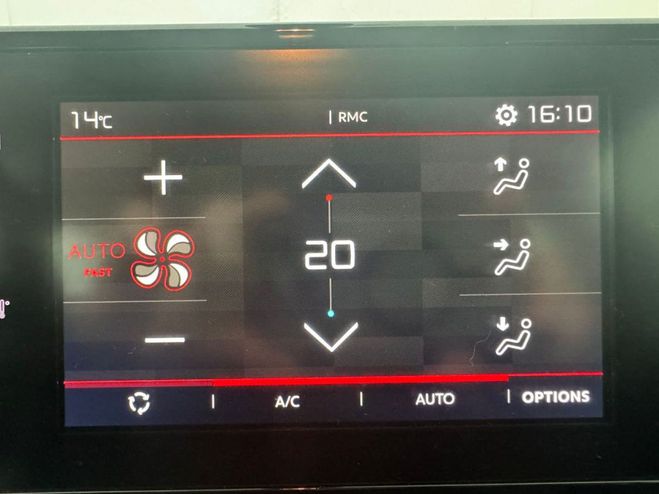 14°C | RMC 16:10
AUTO
FAST
20
| A/C | AUTO | OPTIONS